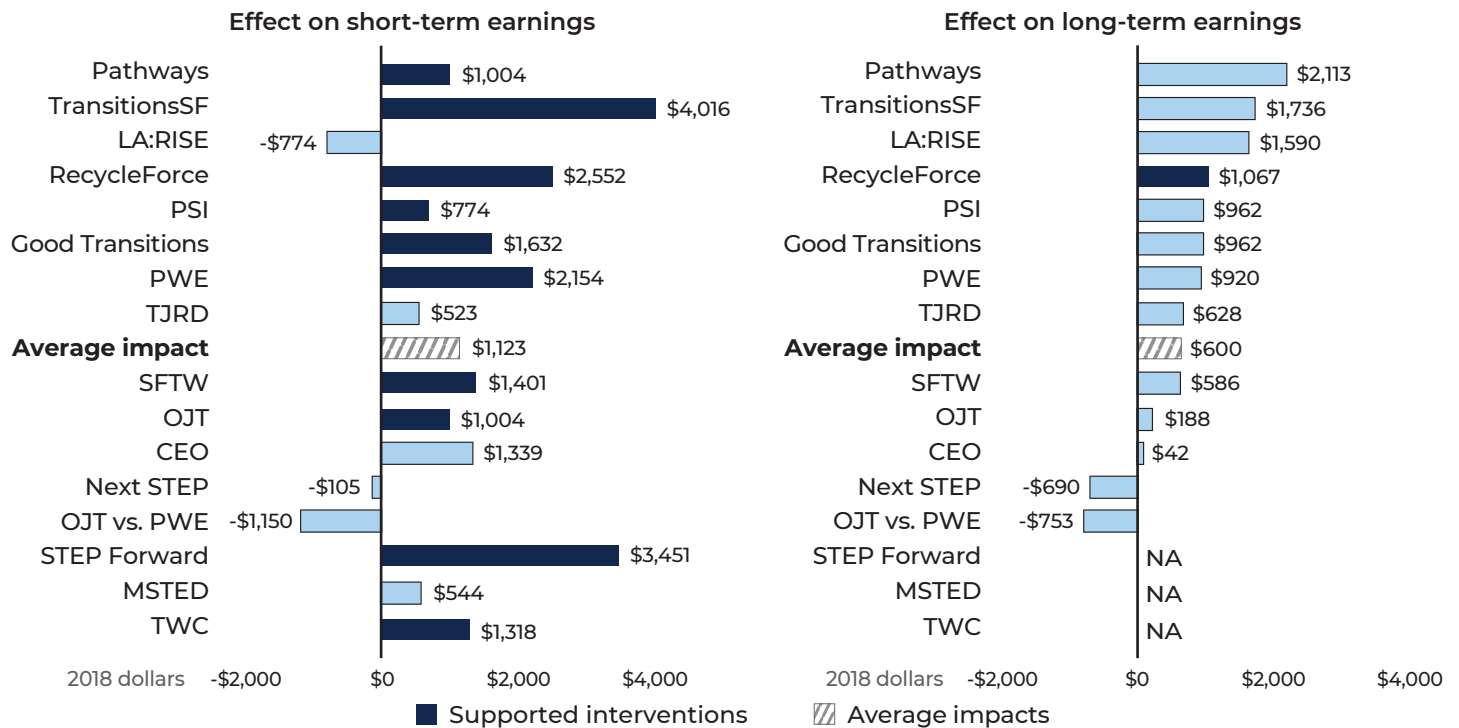 Effect on short-term earnings
Pathways $1,004
TransitionsSF $4,016
LA:RISE -$774
RecycleForce $2,552
PSI $774
Good Transitions $1,632
PWE $2,154
TJRD $523
Average impact $1,123
SFTW $1,401
OJT $1,004
CEO $1,339
Next STEP -$105
OJT vs. PWE -$1,150
STEP Forward $3,451
MSTED $544
TWC $1,318
2018 dollars -$2,000 $0 $2,000 $4,000
Effect on long-term earnings
Pathways $2,113
TransitionsSF $1,736
LA:RISE $1,590
RecycleForce $1,067
PSI $962
Good Transitions $962
PWE $920
TJRD $628
Average impact $600
SFTW $586
OJT $188
CEO $42
Next STEP -$690
OJT vs. PWE -$753
STEP Forward NA
MSTED NA
TWC NA
2018 dollars -$2,000 $0 $2,000 $4,000
Supported interventions Average impacts